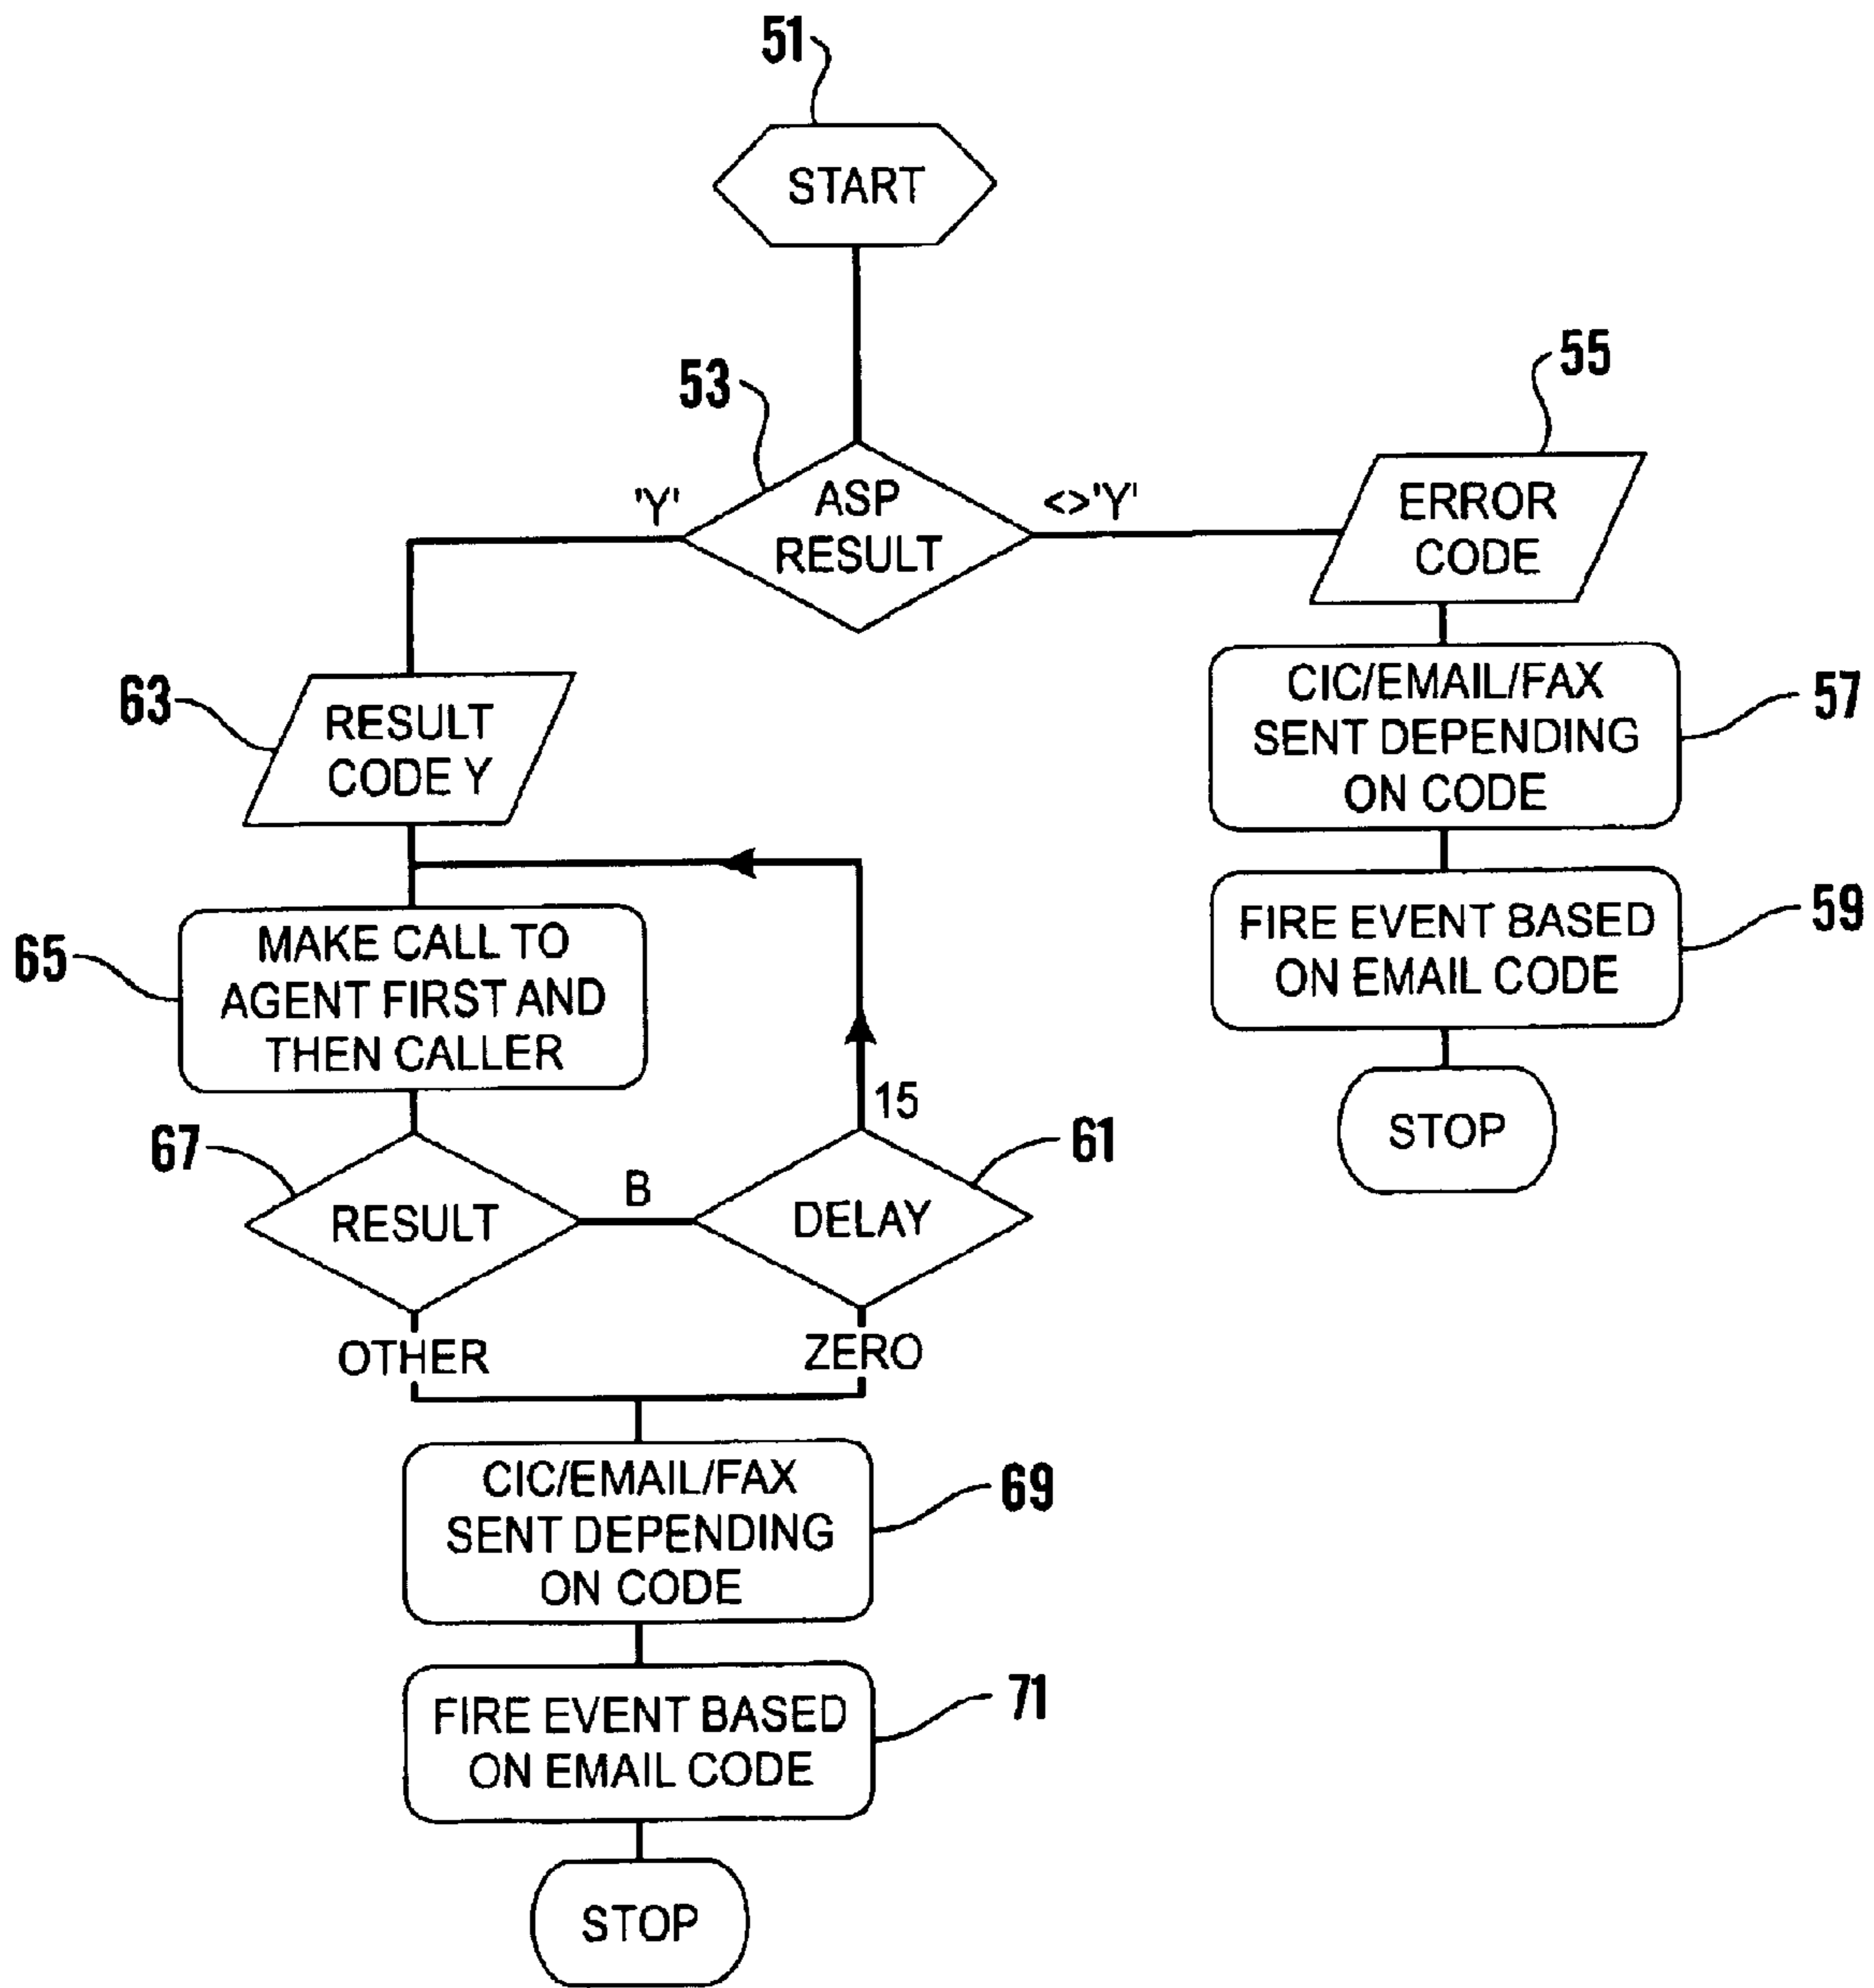 51
START
53
55
'Y'
ASP
RESULT
<>'Y'
ERROR
CODE
63
RESULT
CODE Y
CIC/EMAIL/FAX
SENT DEPENDING
ON CODE
57
65
MAKE CALL TO
AGENT FIRST AND
THEN CALLER
FIRE EVENT BASED
ON EMAIL CODE
59
15
STOP
67
RESULT
B
DELAY
61
OTHER
ZERO
CIC/EMAIL/FAX
SENT DEPENDING
ON CODE
69
FIRE EVENT BASED
ON EMAIL CODE
71
STOP